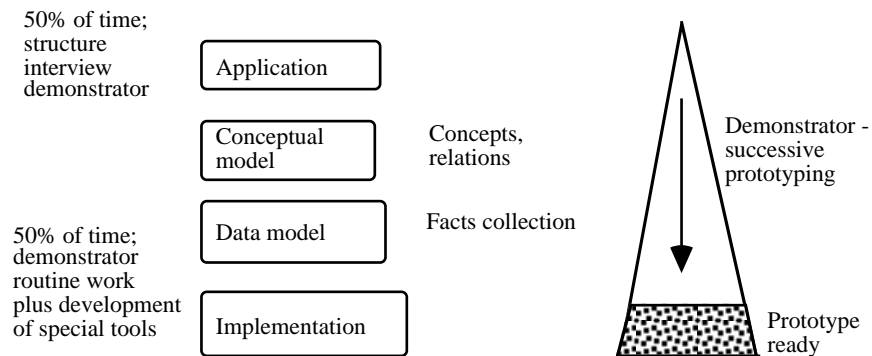 50% of time;
structure
interview
demonstrator
Application
Conceptual
model
Concepts,
relations
Demonstrator -
successive
prototyping
50% of time;
demonstrator
routine work
plus development
of special tools
Data model
Facts collection
Implementation
Prototype
ready